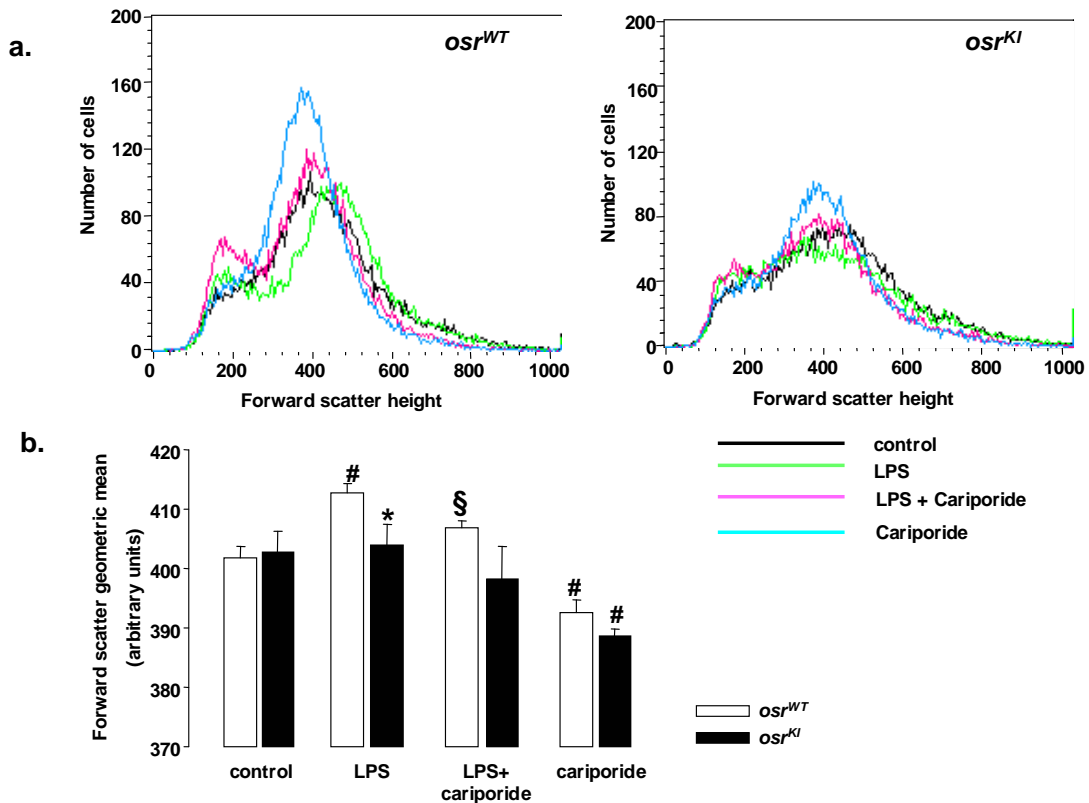 a.
osrWT
200
160
120
80
40
0
Number of cells
0 200 400 600 800 1000
Forward scatter height
osrKI
200
160
120
80
40
0
Number of cells
0 200 400 600 800 1000
Forward scatter height
control
LPS
LPS + Cariporide
Cariporide
b.
420
410
400
390
380
370
Forward scatter geometric mean
(arbitrary units)
# * § # #
control LPS LPS+ cariporide
cariporide
osrWT
osrKI